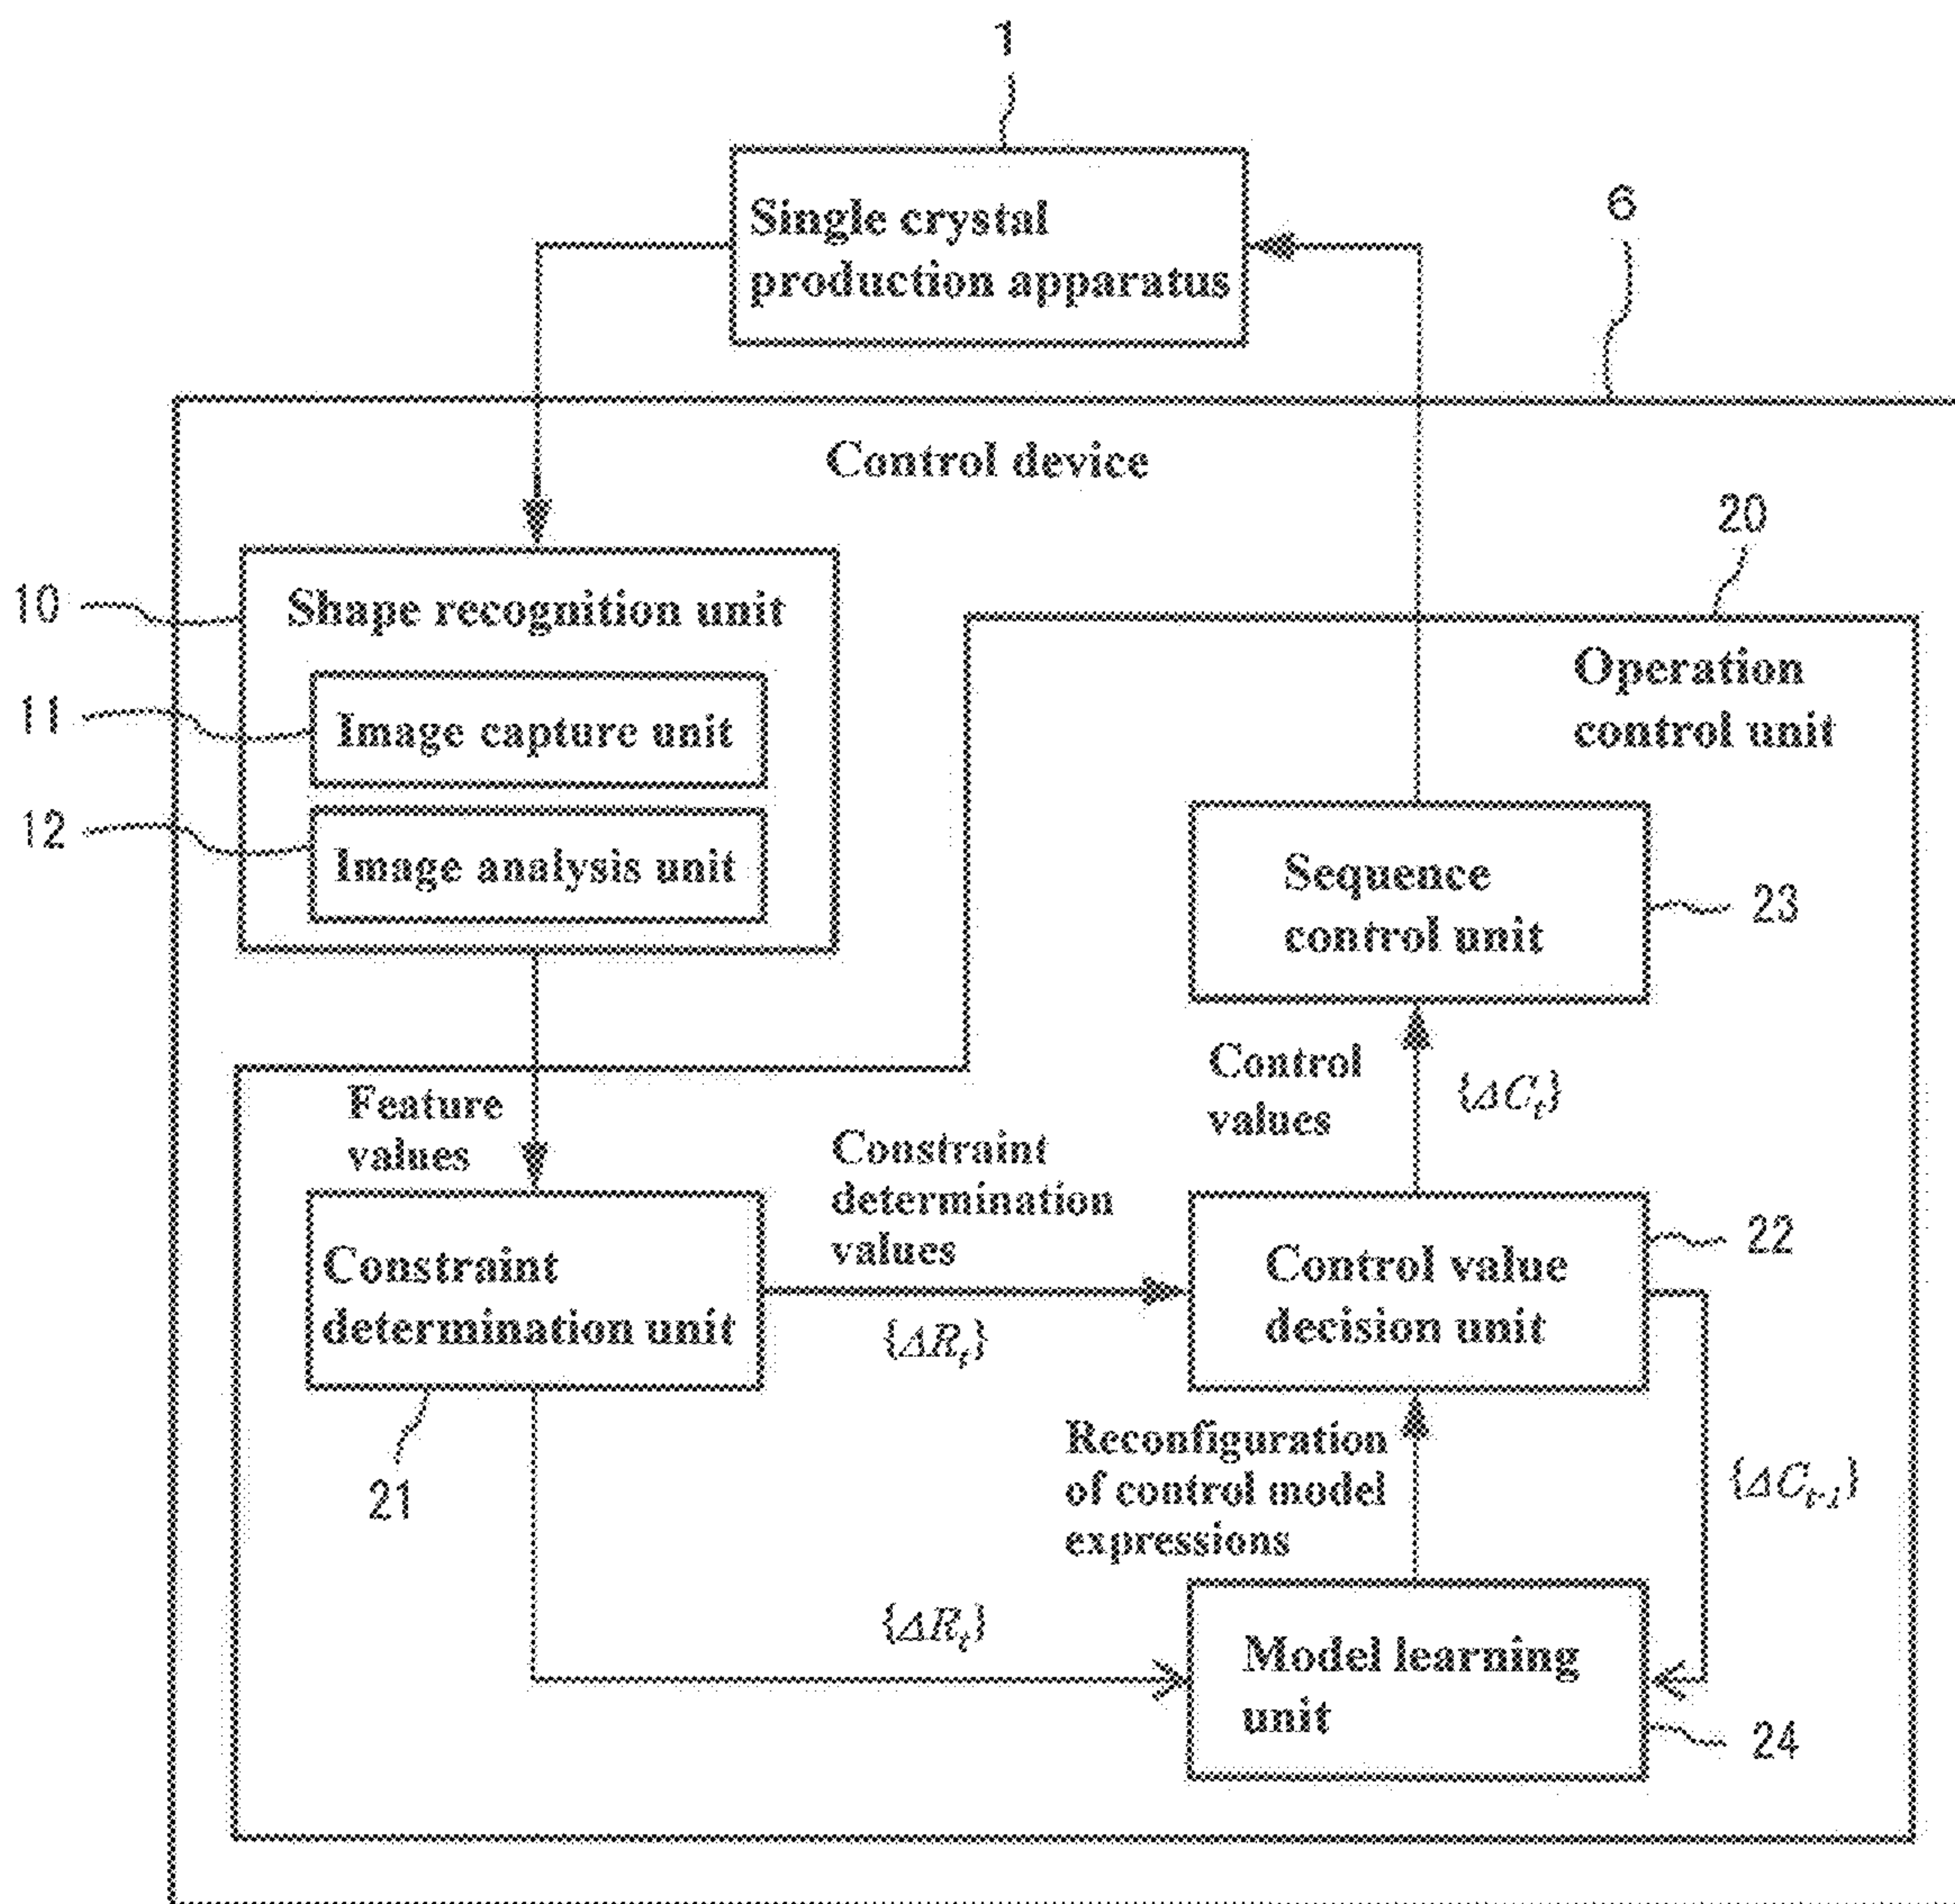 1
Single crystal
production apparatus
6
Control device
20
10
Shape recognition unit
Operation
control unit
11
Image capture unit
12
Image analysis unit
Sequence
control unit
23
Feature
values
Control
values
{ΔC_t}
Constraint
determination
values
Constraint
determination unit
{ΔR_t}
Control value
decision unit
22
21
Reconfiguration
of control model
expressions
{ΔC_{t-1}}
{ΔR_t}
Model learning
unit
24